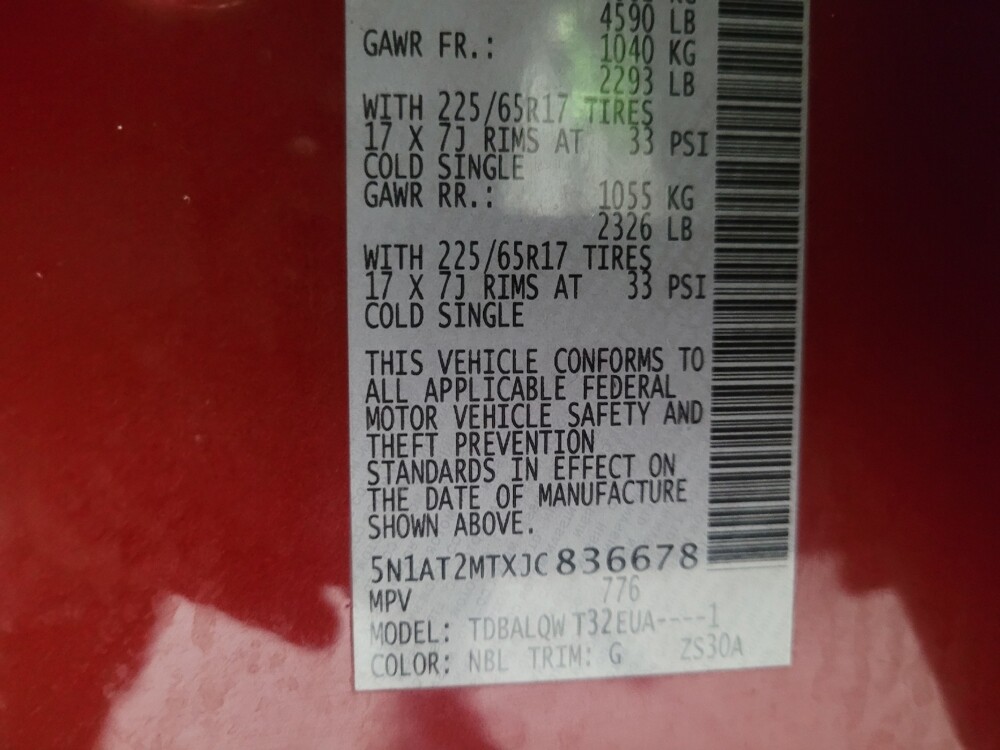 4590 LB
GAWR FR.: 1040 KG
2293 LB
WITH 225/65R17 TIRES
17 X 7J RIMS AT 33 PSI
COLD SINGLE
GAWR RR.: 1055 KG
2326 LB
WITH 225/65R17 TIRES
17 X 7J RIMS AT 33 PSI
COLD SINGLE
THIS VEHICLE CONFORMS TO
ALL APPLICABLE FEDERAL
MOTOR VEHICLE SAFETY AND
THEFT PREVENTION
STANDARDS IN EFFECT ON
THE DATE OF MANUFACTURE
SHOWN ABOVE.
5N1AT2MTXJC836678
MPV 776
MODEL: TDBALQW T32EUA----1
COLOR: NBL TRIM: G ZS30A